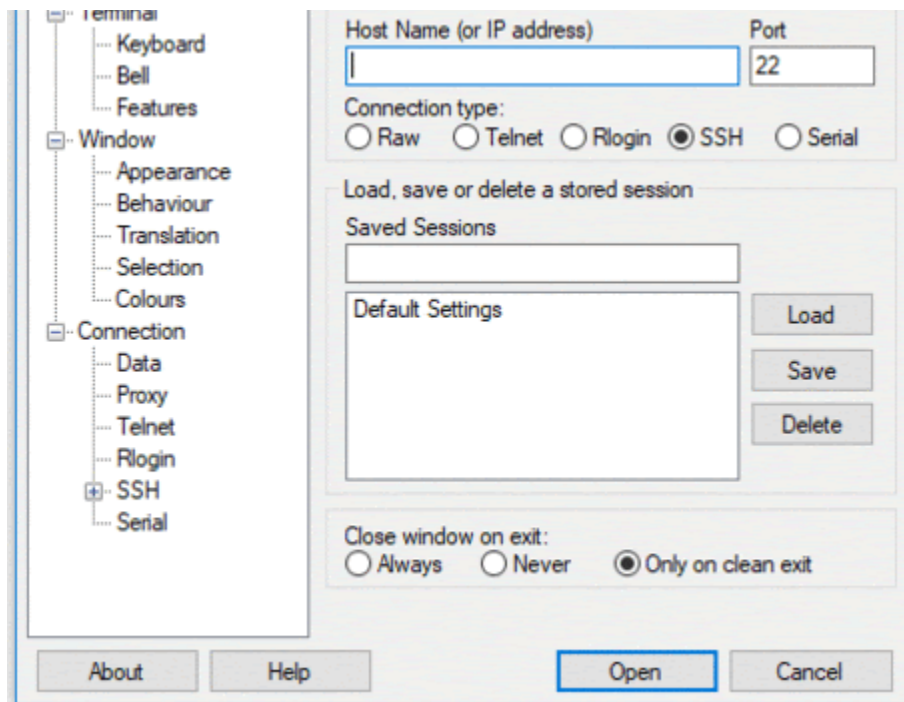 Terminal
Keyboard
Bell
Features
Window
Appearance
Behaviour
Translation
Selection
Colours
Connection
Data
Proxy
Telnet
Rlogin
SSH
Serial
Host Name (or IP address) Port
22
Connection type:
Raw Telnet Rlogin SSH Serial
Load, save or delete a stored session
Saved Sessions
Default Settings
Load
Save
Delete
Close window on exit:
Always Never Only on clean exit
About Help Open Cancel